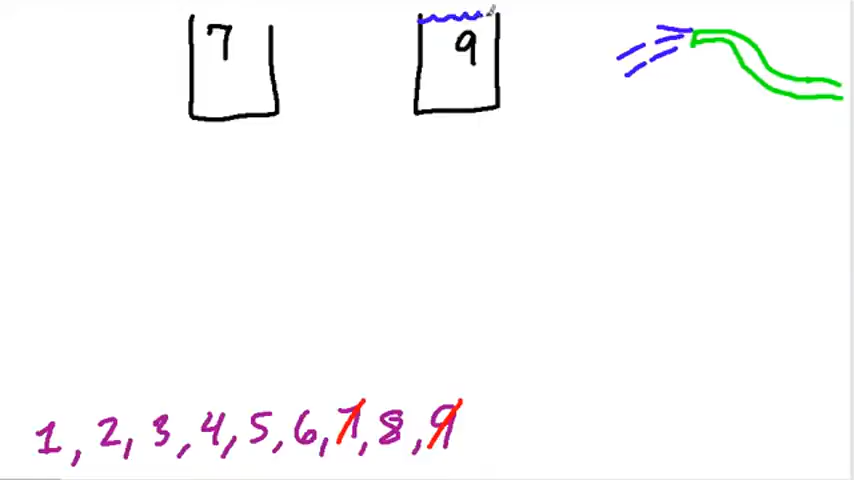 7 9
1, 2, 3, 4, 5, 6, 7, 8, 9